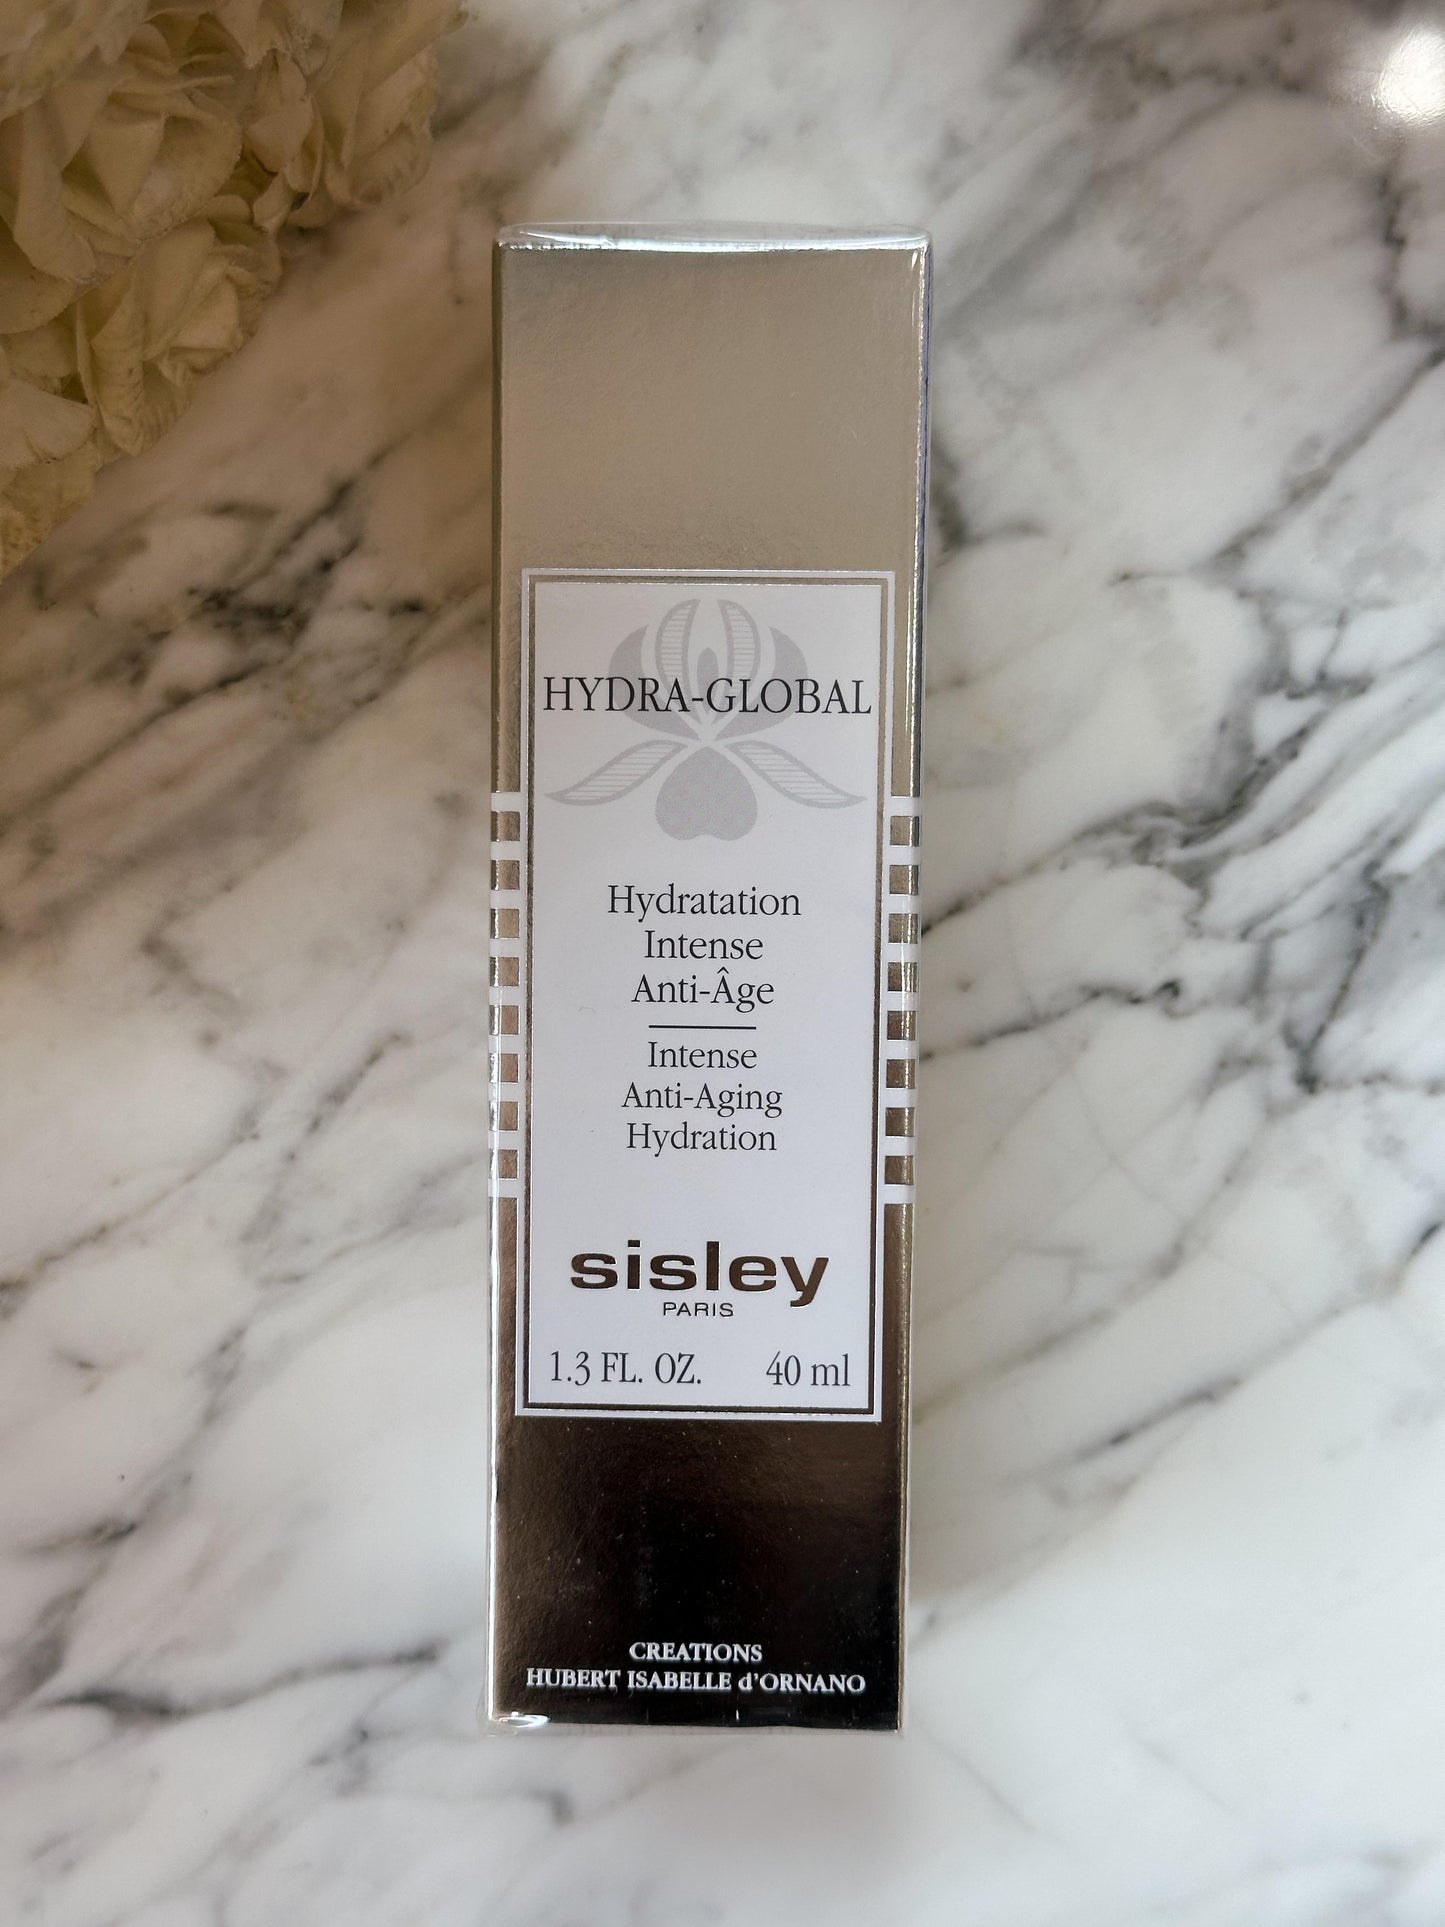 HYDRA-GLOBAL
Hydratation
Intense
Anti-Âge
Intense
Anti-Aging
Hydration
sisley
PARIS
1.3 FL. OZ. 40 ml
CREATIONS
HUBERT ISABELLE d'ORNANO